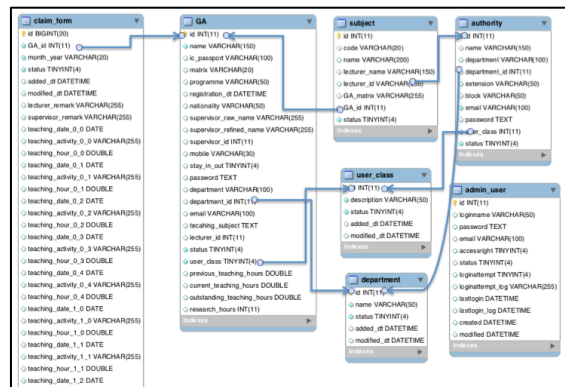 claim_form
id BIGINT(20)
GA_id INT(11)
month_year VARCHAR(20)
status TINYINT(4)
added_dt DATETIME
modified_dt DATETIME
lecturer_remark VARCHAR(255)
supervisor_remark VARCHAR(255)
teaching_date_0_0 DATE
teaching_activity_0_0 VARCHAR(255)
teaching_hour_0_0 DOUBLE
teaching_date_0_1 DATE
teaching_activity_0_1 VARCHAR(255)
teaching_hour_0_1 DOUBLE
teaching_date_0_2 DATE
teaching_activity_0_2 VARCHAR(255)
teaching_hour_0_2 DOUBLE
teaching_date_0_3 DATE
teaching_activity_0_3 VARCHAR(255)
teaching_hour_0_3 DOUBLE
teaching_date_0_4 DATE
teaching_activity_0_4 VARCHAR(255)
teaching_hour_0_4 DOUBLE
teaching_date_1_0 DATE
teaching_activity_1_0 VARCHAR(255)
teaching_hour_1_0 DOUBLE
teaching_date_1_1 DATE
teaching_activity_1_1 VARCHAR(255)
teaching_hour_1_1 DOUBLE
teaching_date_1_2 DATE
GA
id INT(11)
name VARCHAR(150)
ic_passport VARCHAR(100)
matrix VARCHAR(20)
programme VARCHAR(50)
registration_dt DATETIME
nationality VARCHAR(50)
supervisor_raw_name VARCHAR(255)
supervisor_refined_name VARCHAR(255)
supervisor_id INT(11)
mobile VARCHAR(30)
stay_in_out TINYINT(4)
password TEXT
department VARCHAR(100)
department_id INT(11)
email VARCHAR(100)
tecahing_subject TEXT
lecturer_id INT(11)
status TINYINT(4)
user_class TINYINT(4)
previous_teaching_hours DOUBLE
current_teaching_hours DOUBLE
outstanding_teaching_hours DOUBLE
research_hours INT(11)
Indexes
subject
id INT(11)
code VARCHAR(20)
name VARCHAR(200)
lecturer_name VARCHAR(150)
lecturer_id VARCHAR(255)
GA_matrix VARCHAR(255)
GA_id INT(11)
status TINYINT(4)
Indexes
user_class
INT(11)
description VARCHAR(50)
status TINYINT(4)
added_dt DATETIME
modified_dt DATETIME
department
id INT(11)
name VARCHAR(50)
status TINYINT(4)
added_dt DATETIME
modified_dt DATETIME
Indexes
authority
id INT(11)
name VARCHAR(150)
department VARCHAR(100)
department_id INT(11)
extension VARCHAR(50)
block VARCHAR(50)
email VARCHAR(100)
password TEXT
user_class INT(11)
status TINYINT(4)
Indexes
admin_user
id INT(11)
loginname VARCHAR(50)
password TEXT
email VARCHAR(100)
accessright TINYINT(4)
status TINYINT(4)
loginattempt TINYINT(4)
loginattempt_log VARCHAR(255)
lastlogin DATETIME
lastlogin_log DATETIME
created DATETIME
modified DATETIME
Indexes